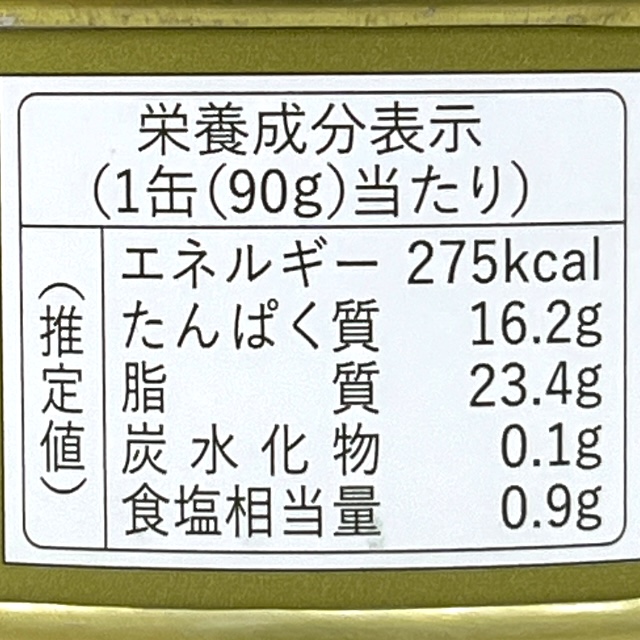 栄養成分表示
(1缶(90g)当たり)
(推定値)
エネルギー 275kcal
たんぱく質 16.2g
脂質 23.4g
炭水化物 0.1g
食塩相当量 0.9g